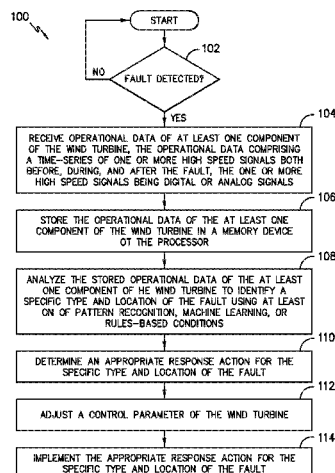 100
START
102
NO
FAULT DETECTED?
YES
104
RECEIVE OPERATIONAL DATA OF AT LEAST ONE COMPONENT
OF THE WIND TURBINE, THE OPERATIONAL DATA COMPRISING
A TIME-SERIES OF ONE OR MORE HIGH SPEED SIGNALS BOTH
BEFORE, DURING, AND AFTER THE FAULT, THE ONE OR MORE
HIGH SPEED SIGNALS BEING DIGITAL OR ANALOG SIGNALS
106
STORE THE OPERATIONAL DATA OF THE AT LEAST ONE
COMPONENT OF THE WIND TURBINE IN A MEMORY DEVICE
OT THE PROCESSOR
108
ANALYZE THE STORED OPERATIONAL DATA OF THE AT LEAST
ONE COMPONENT OF HE WIND TURBINE TO IDENTIFY A
SPECIFIC TYPE AND LOCATION OF THE FAULT USING AT LEAST
ON OF PATTERN RECOGNITION, MACHINE LEARNING, OR
RULES-BASED CONDITIONS
110
DETERMINE AN APPROPRIATE RESPONSE ACTION FOR THE
SPECIFIC TYPE AND LOCATION OF THE FAULT
112
ADJUST A CONTROL PARAMETER OF THE WIND TURBINE
114
IMPLEMENT THE APPROPRIATE RESPONSE ACTION FOR THE
SPECIFIC TYPE AND LOCATION OF THE FAULT